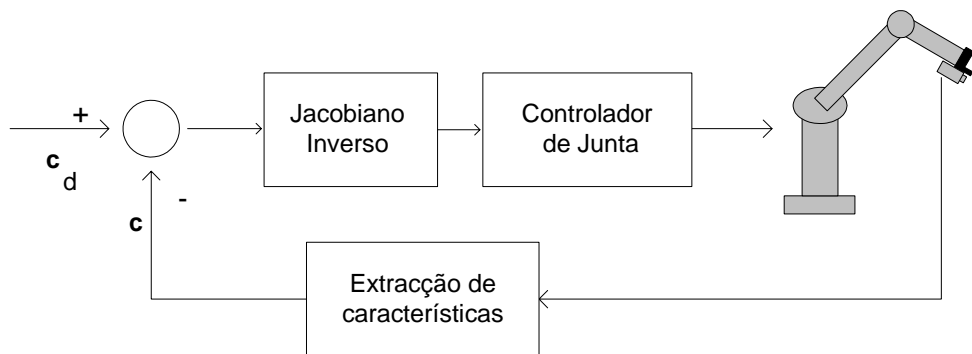 +
c
d
-
c
Jacobiano
Inverso
Controlador
de Junta
Extracção de
características